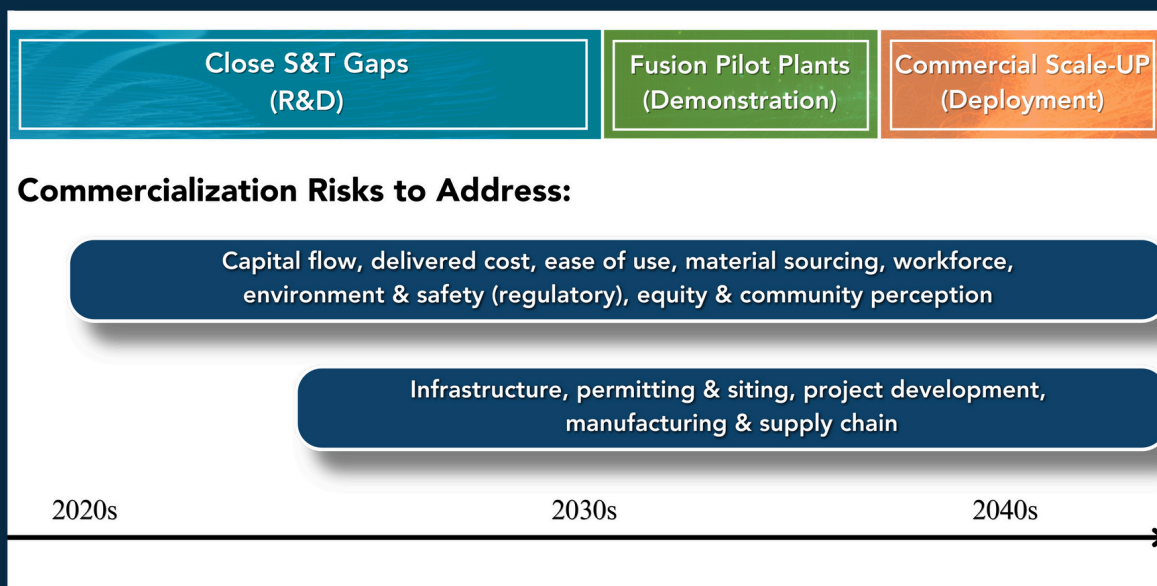 Close S&T Gaps
(R&D)
Fusion Pilot Plants
(Demonstration)
Commercial Scale-UP
(Deployment)
Commercialization Risks to Address:
Capital flow, delivered cost, ease of use, material sourcing, workforce,
environment & safety (regulatory), equity & community perception
Infrastructure, permitting & siting, project development,
manufacturing & supply chain
2020s
2030s
2040s